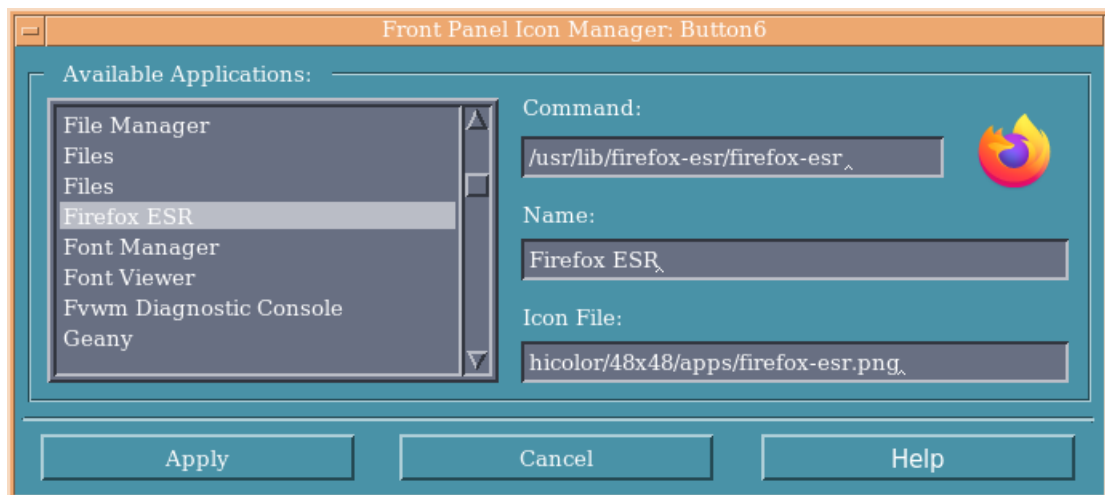 Front Panel Icon Manager: Button6
Available Applications:
File Manager
Files
Files
Firefox ESR
Font Manager
Font Viewer
Fvwm Diagnostic Console
Geany
Command:
/usr/lib/firefox-esr/firefox-esr
Name:
Firefox ESR
Icon File:
hicolor/48x48/apps/firefox-esr.png
Apply
Cancel
Help